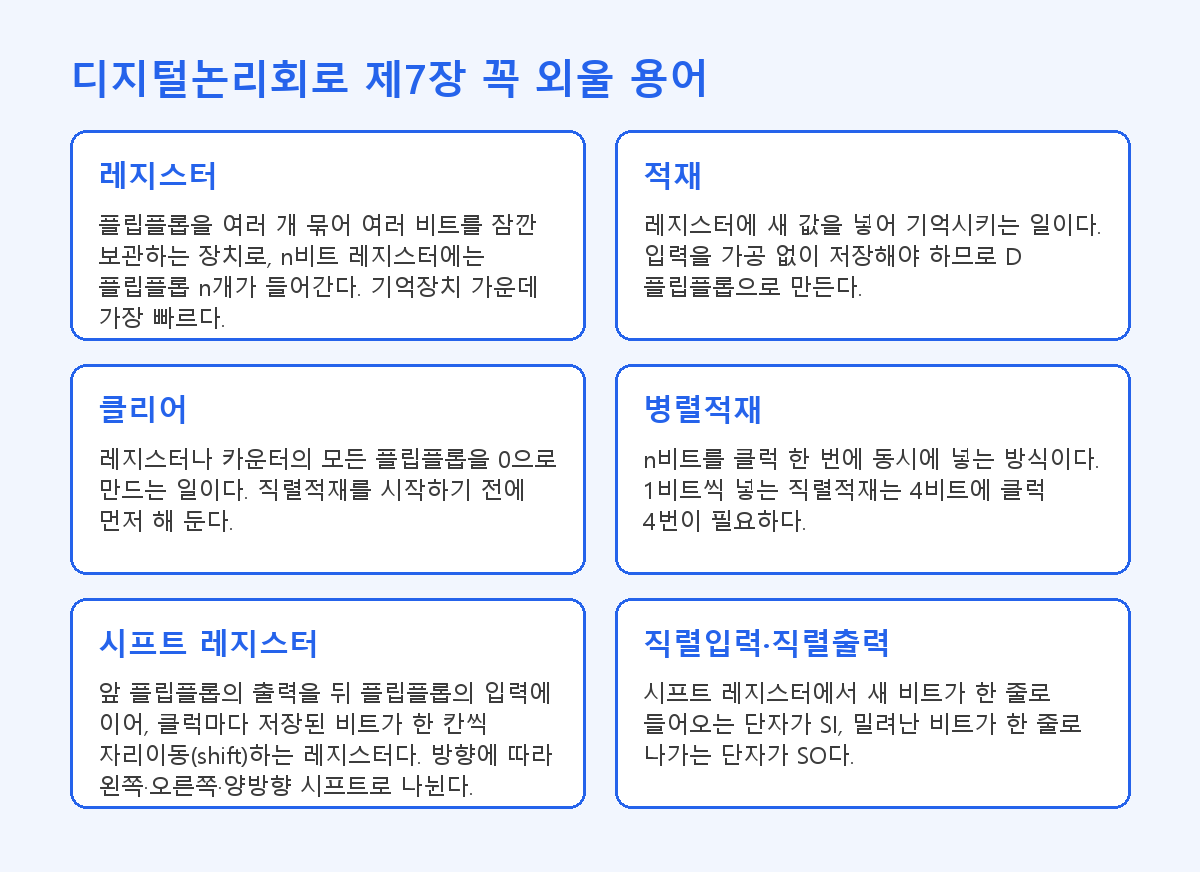 디지털논리회로 제7장 꼭 외울 용어
레지스터
플립플롭을 여러 개 묶어 여러 비트를 잠깐
보관하는 장치로, n비트 레지스터에는
플립플롭 n개가 들어간다. 기억장치 가운데
가장 빠르다.
적재
레지스터에 새 값을 넣어 기억시키는 일이다.
입력을 가공 없이 저장해야 하므로 D
플립플롭으로 만든다.
클리어
레지스터나 카운터의 모든 플립플롭을 0으로
만드는 일이다. 직렬적재를 시작하기 전에
먼저 해 둔다.
병렬적재
n비트를 클럭 한 번에 동시에 넣는 방식이다.
1비트씩 넣는 직렬적재는 4비트에 클럭
4번이 필요하다.
시프트 레지스터
앞 플립플롭의 출력을 뒤 플립플롭의 입력에
이어, 클럭마다 저장된 비트가 한 칸씩
자리이동(shift)하는 레지스터다. 방향에 따라
왼쪽·오른쪽·양방향 시프트로 나뉜다.
직렬입력·직렬출력
시프트 레지스터에서 새 비트가 한 줄로
들어오는 단자가 SI, 밀려난 비트가 한 줄로
나가는 단자가 SO다.